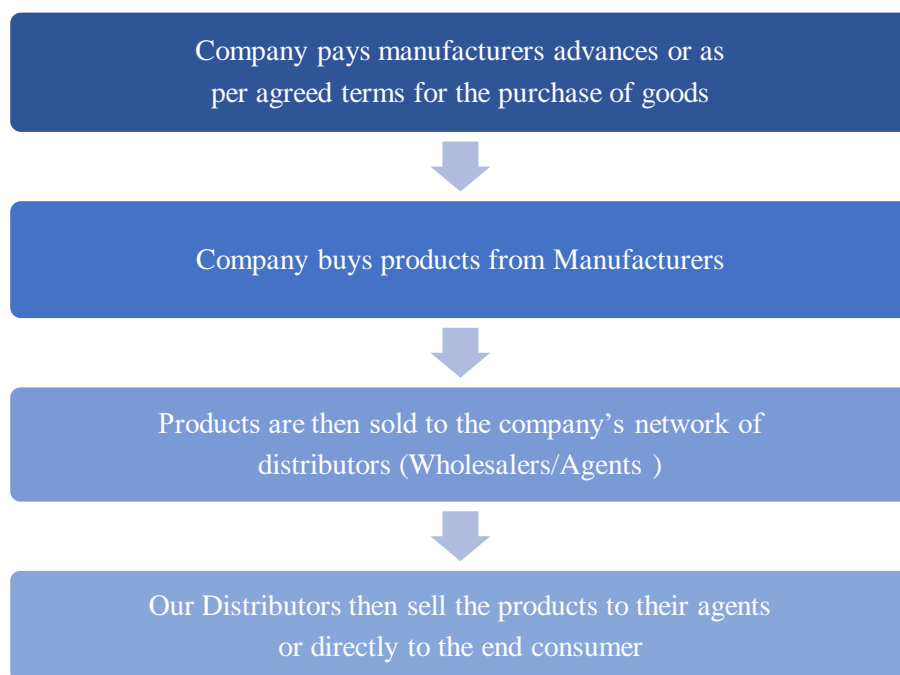 Company pays manufacturers advances or as
per agreed terms for the purchase of goods
Company buys products from Manufacturers
Products are then sold to the company’s network of
distributors (Wholesalers/Agents )
Our Distributors then sell the products to their agents
or directly to the end consumer